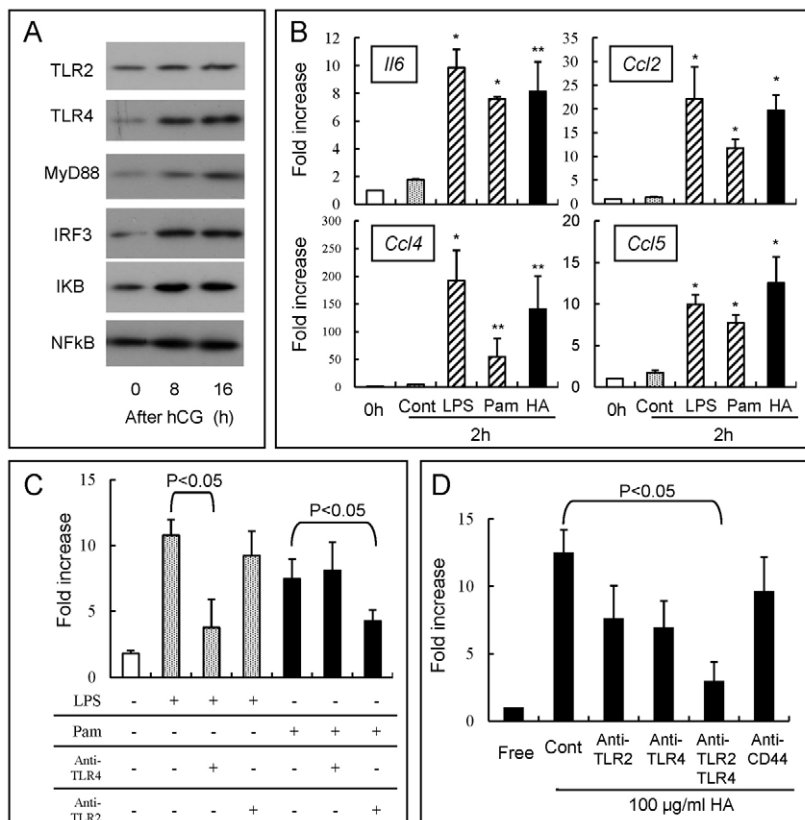 A
TLR2
TLR4
MyD88
IRF3
IKB
NFkB
0 8 16
After hCG (h)
B
Fold increase
12
10
8
6
4
2
0
Il6
* * **
25
20
15
10
5
0
Ccl2
* * *
Fold increase
300
250
200
150
100
50
0
Ccl4
* ** **
0h Cont LPS Pam HA
2h
20
15
10
5
0
Ccl5
* * *
0h Cont LPS Pam HA
2h
C
Fold increase
15
10
5
0
P<0.05
P<0.05
LPS - + + + - - -
Pam - - - - + + +
Anti-
TLR4 - - + - - + -
Anti-
TLR2 - - - + - - +
D
Fold increase
15
10
5
0
P<0.05
Free Cont Anti- Anti- Anti- Anti-
TLR2 TLR4 TLR2 CD44
TLR4
100 µg/ml HA